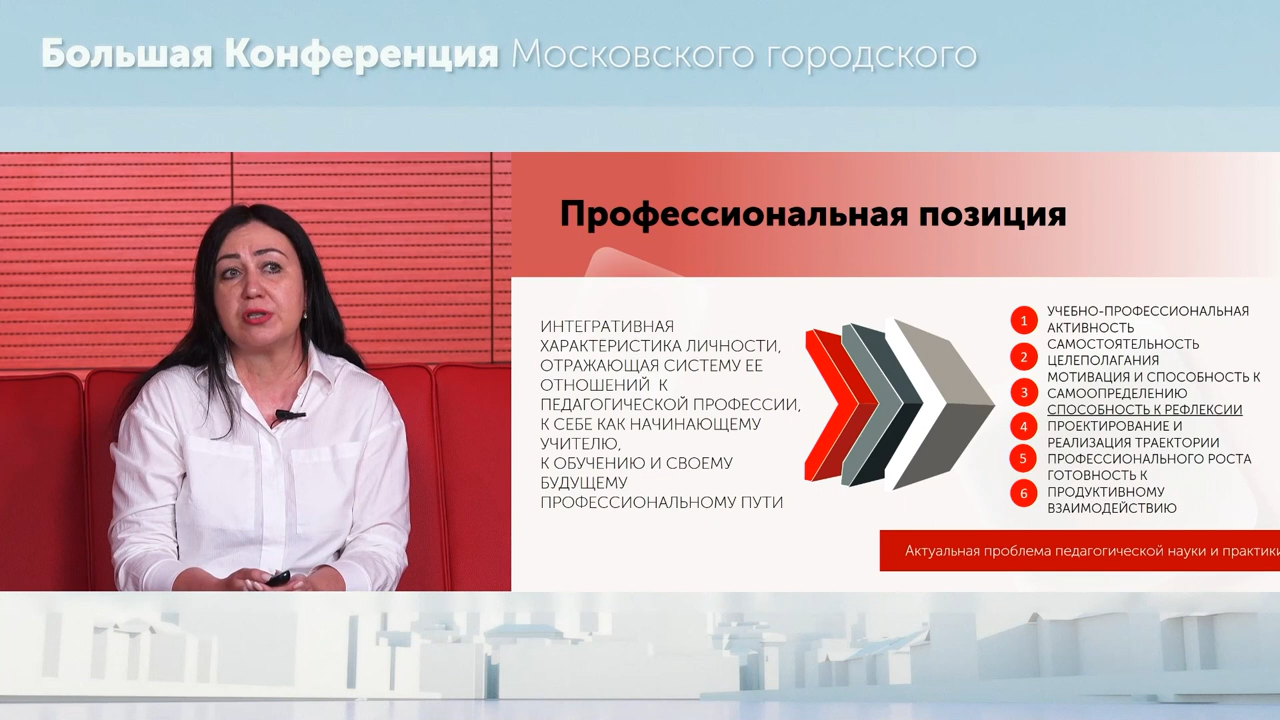 Большая Конференция Московского городского
Профессиональная позиция
ИНТЕГРАТИВНАЯ
ХАРАКТЕРИСТИКА ЛИЧНОСТИ,
ОТРАЖАЮЩАЯ СИСТЕМУ ЕЕ
ОТНОШЕНИЙ К
ПЕДАГОГИЧЕСКОЙ ПРОФЕССИИ,
К СЕБЕ КАК НАЧИНАЮЩЕМУ
УЧИТЕЛЮ,
К ОБУЧЕНИЮ И СВОЕМУ
БУДУЩЕМУ
ПРОФЕССИОНАЛЬНОМУ ПУТИ
1
2
3
4
5
6
УЧЕБНО-ПРОФЕССИОНАЛЬНАЯ
АКТИВНОСТЬ
САМОСТОЯТЕЛЬНОСТЬ
ЦЕЛЕПОЛАГАНИЯ
МОТИВАЦИЯ И СПОСОБНОСТЬ К
САМООПРЕДЕЛЕНИЮ
СПОСОБНОСТЬ К РЕФЛЕКСИИ
ПРОЕКТИРОВАНИЕ И
РЕАЛИЗАЦИЯ ТРАЕКТОРИИ
ПРОФЕССИОНАЛЬНОГО РОСТА
ГОТОВНОСТЬ К
ПРОДУКТИВНОМУ
ВЗАИМОДЕЙСТВИЮ
Актуальная проблема педагогической науки и практики